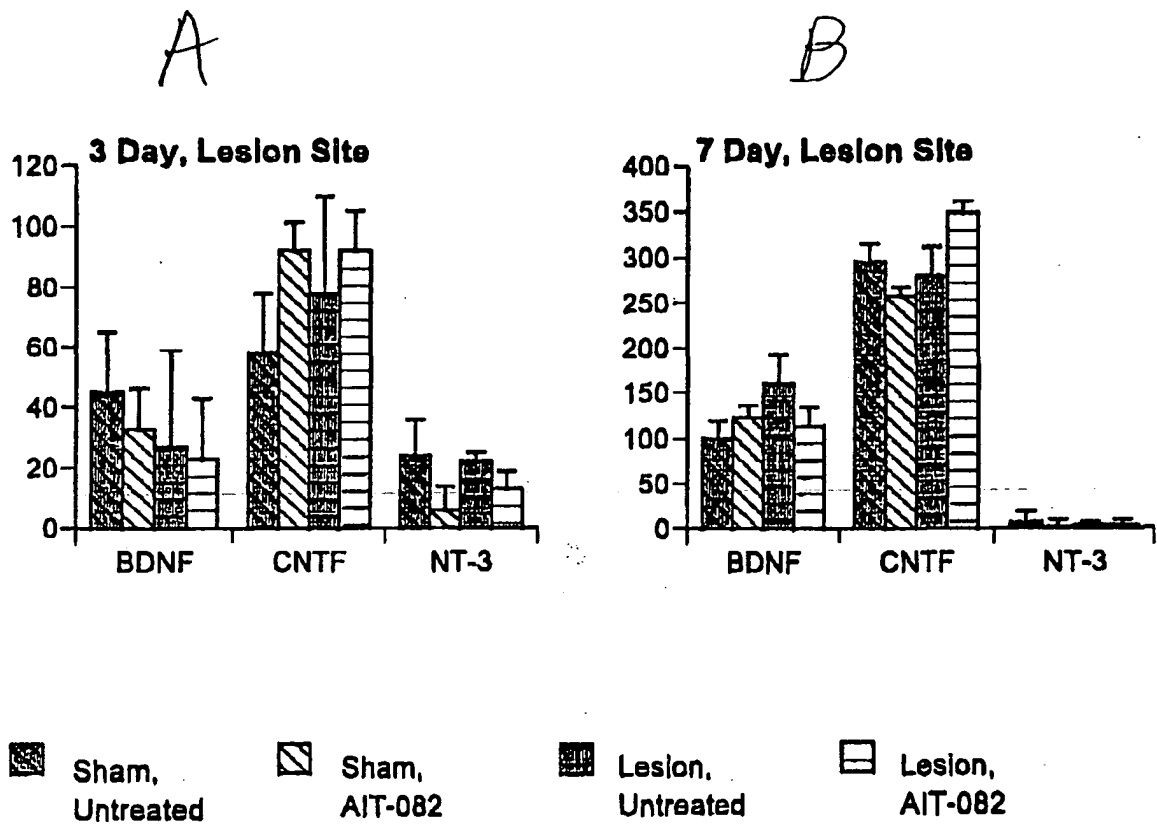 A
B
3 Day, Lesion Site
120
100
80
60
40
20
0
BDNF CNTF NT-3
7 Day, Lesion Site
400
350
300
250
200
150
100
50
0
BDNF CNTF NT-3
Sham,
Untreated
Sham,
AIT-082
Lesion,
Untreated
Lesion,
AIT-082